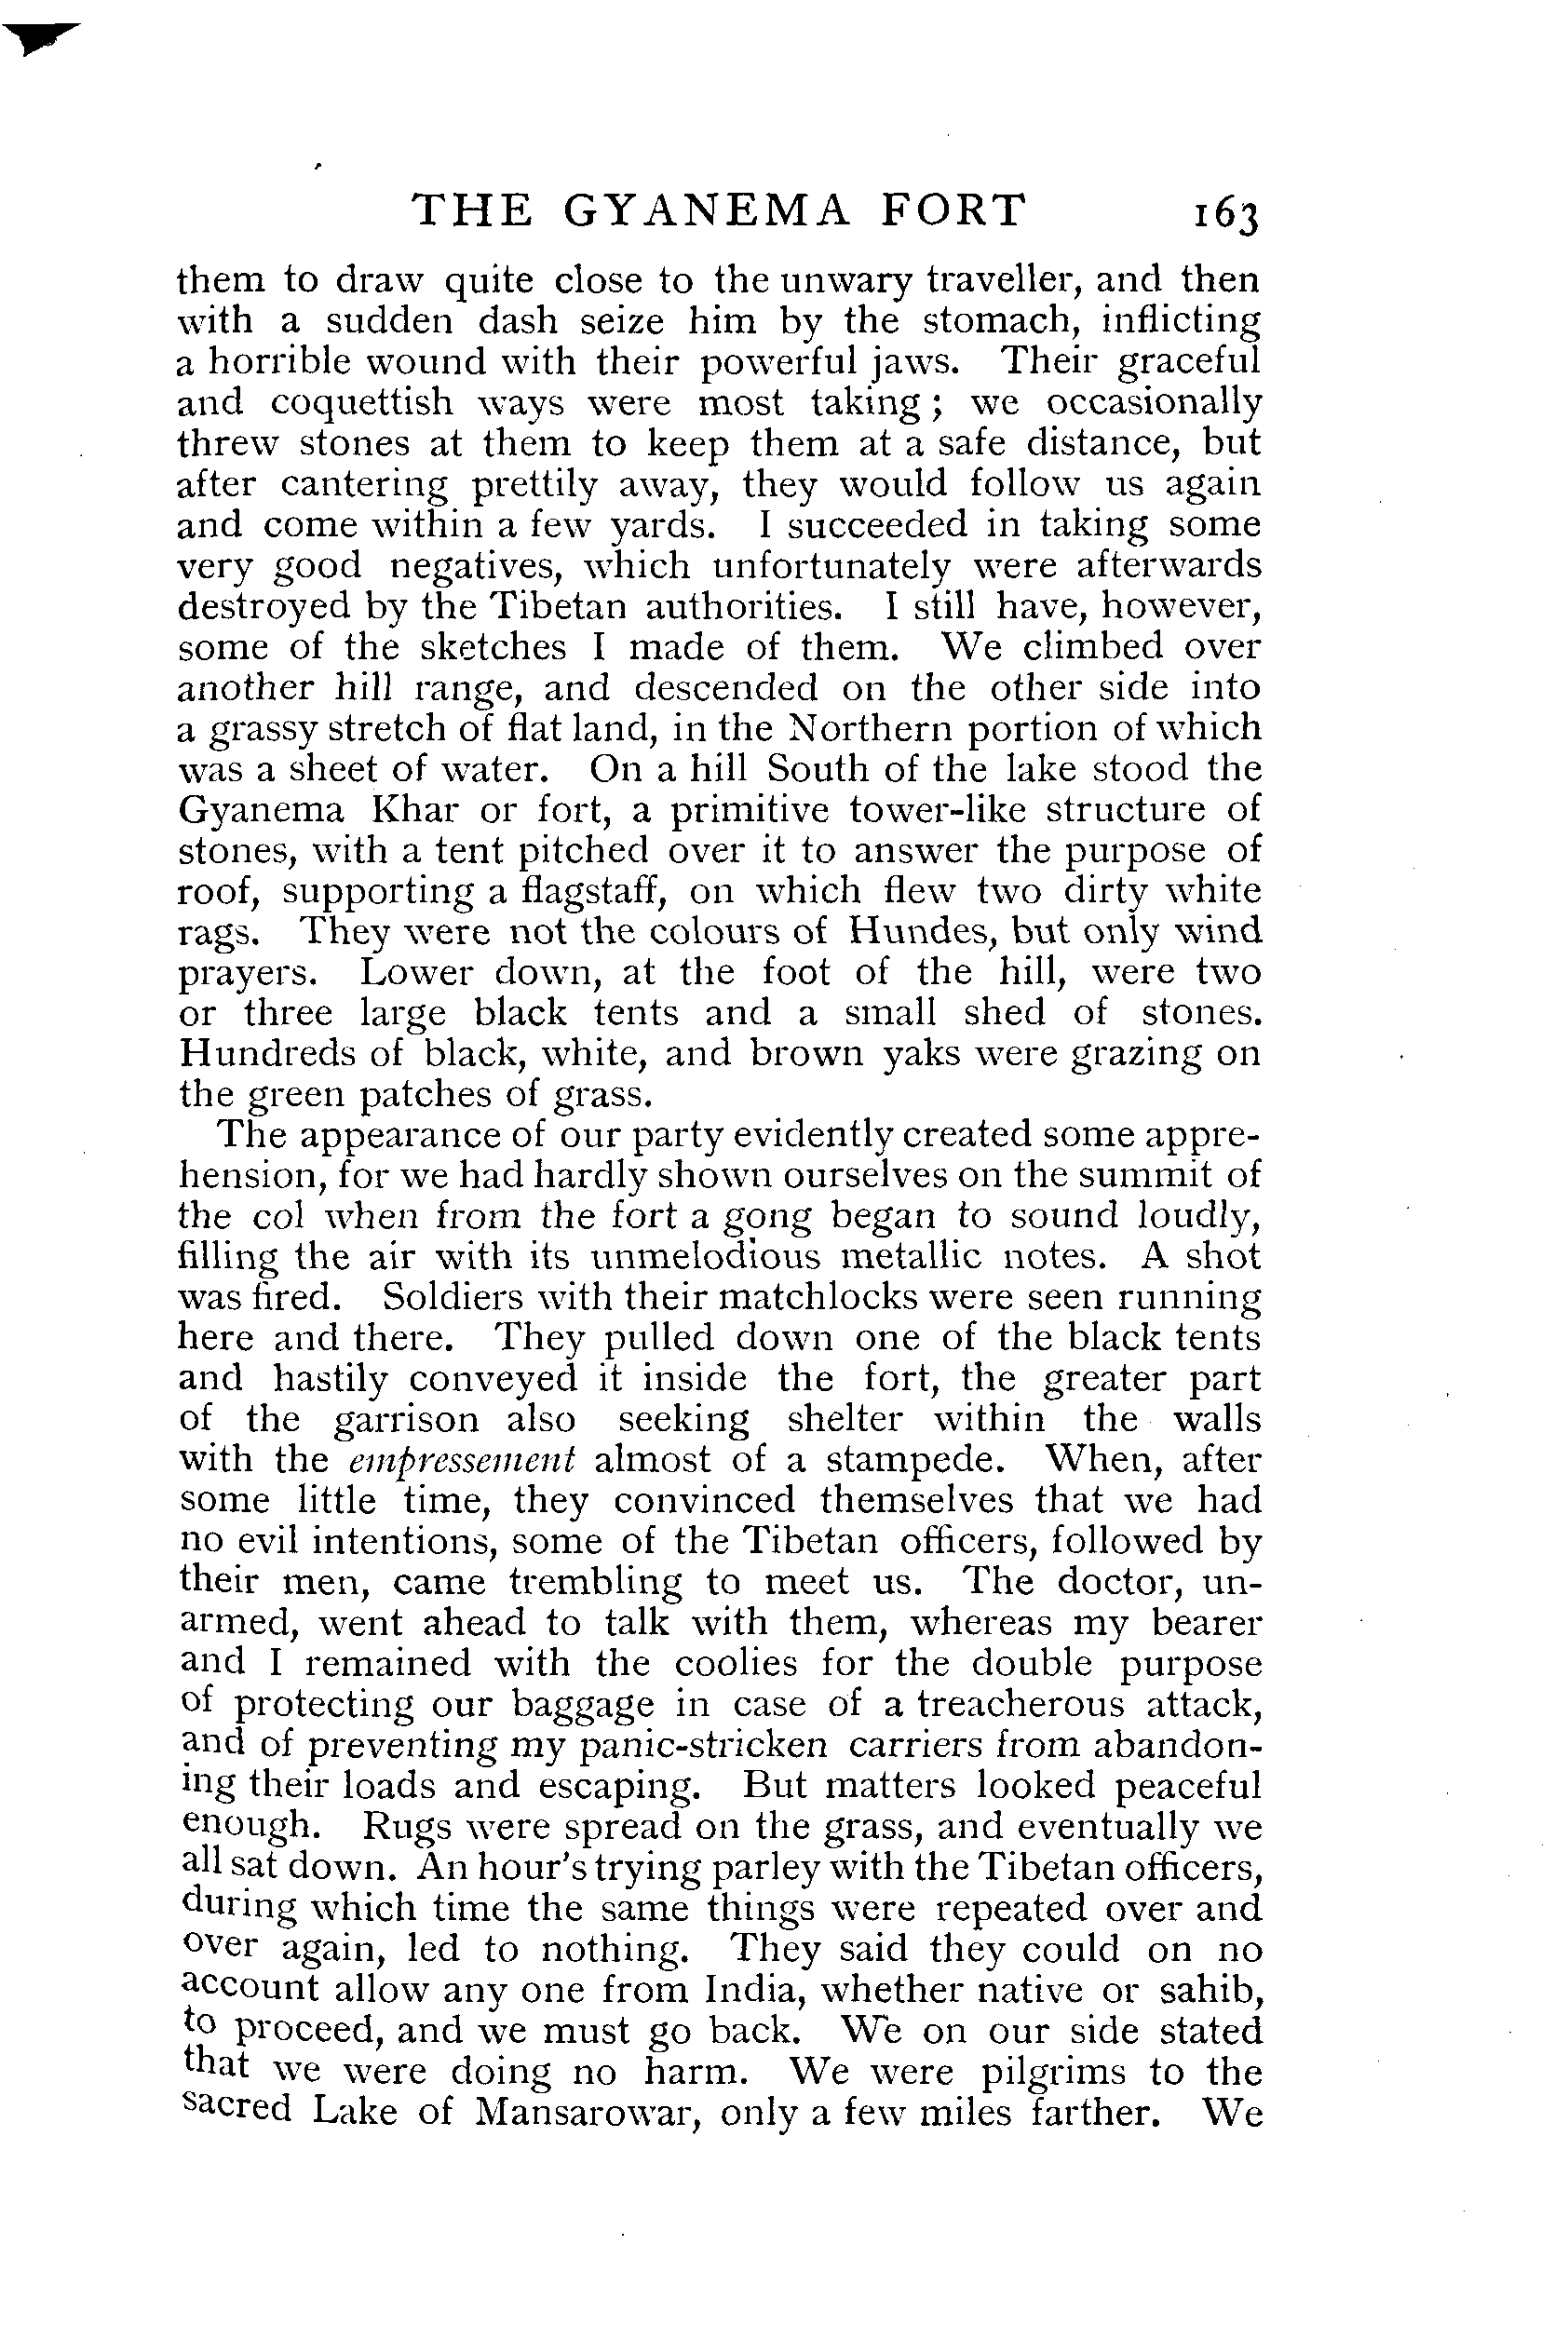 THE GYANEMA FORT 163
them to draw quite close to the unwary traveller, and then
with a sudden dash seize him by the stomach, inflicting
a horrible wound with their powerful jaws. Their graceful
and coquettish ways were most taking; we occasionally
threw stones at them to keep them at a safe distance, but
after cantering prettily away, they would follow us again
and come within a few yards. I succeeded in taking some
very good negatives, which unfortunately were afterwards
destroyed by the Tibetan authorities. I still have, however,
some of the sketches I made of them. We climbed over
another hill range, and descended on the other side into
a grassy stretch of flat land, in the Northern portion of which
was a sheet of water. On a hill South of the lake stood the
Gyanema Khar or fort, a primitive tower-like structure of
stones, with a tent pitched over it to answer the purpose of
roof, supporting a flagstaff, on which flew two dirty white
rags. They were not the colours of Hundes, but only wind
prayers. Lower down, at the foot of the hill, were two
or three large black tents and a small shed of stones.
Hundreds of black, white, and brown yaks were grazing on
the green patches of grass.
The appearance of our party evidently created some appre-
hension, for we had hardly shown ourselves on the summit of
the col when from the fort a gong began to sound loudly,
filling the air with its unmelodious metallic notes. A shot
was fired. Soldiers with their matchlocks were seen running
here and there. They pulled down one of the black tents
and hastily conveyed it inside the fort, the greater part
of the garrison also seeking shelter within the walls
with the empressement almost of a stampede. When, after
some little time, they convinced themselves that we had
no evil intentions, some of the Tibetan officers, followed by
their men, came trembling to meet us. The doctor, un-
armed, went ahead to talk with them, whereas my bearer
and I remained with the coolies for the double purpose
of protecting our baggage in case of a treacherous attack,
and of preventing my panic-stricken carriers from abandon-
ing their loads and escaping. But matters looked peaceful
enough. Rugs were spread on the grass, and eventually we
all sat down. An hour's trying parley with the Tibetan officers,
during which time the same things were repeated over and
over again, led to nothing. They said they could on no
account allow any one from India, whether native or sahib,
to proceed, and we must go back. We on our side stated
that we were doing no harm. We were pilgrims to the
sacred Lake of Mansarowar, only a few miles farther. We